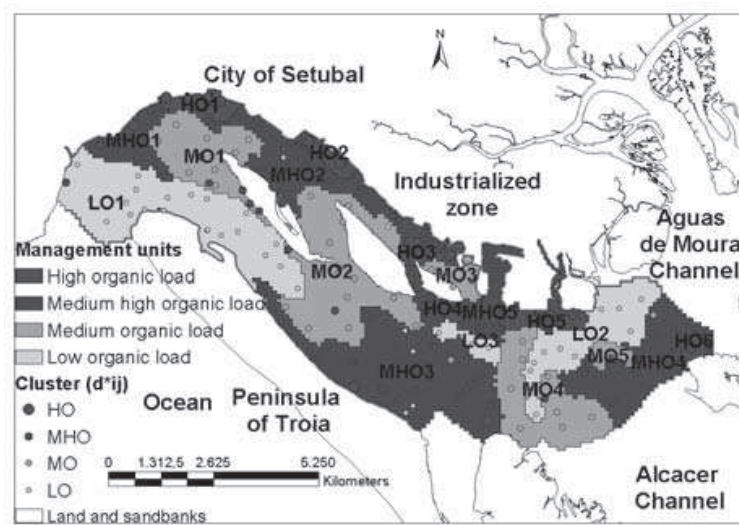 N
City of Setubal
HO1
MHO1
MO1
HO2
MHO2
Industrialized
zone
LO1
Aguas
de Moura
Channel
Management units
High organic load
Medium high organic load
Medium organic load
Low organic load
HO3
MO3
MO2
HO4
MHO5
HO5
LO2
LO3
HO6
MO5
MHO4
MHO3
MO4
Cluster (d*ij)
HO
MHO
MO
LO
Land and sandbanks
Ocean
Peninsula
of Troia
0 1.312,5 2.625 5.250
Kilometers
Alcacer
Channel